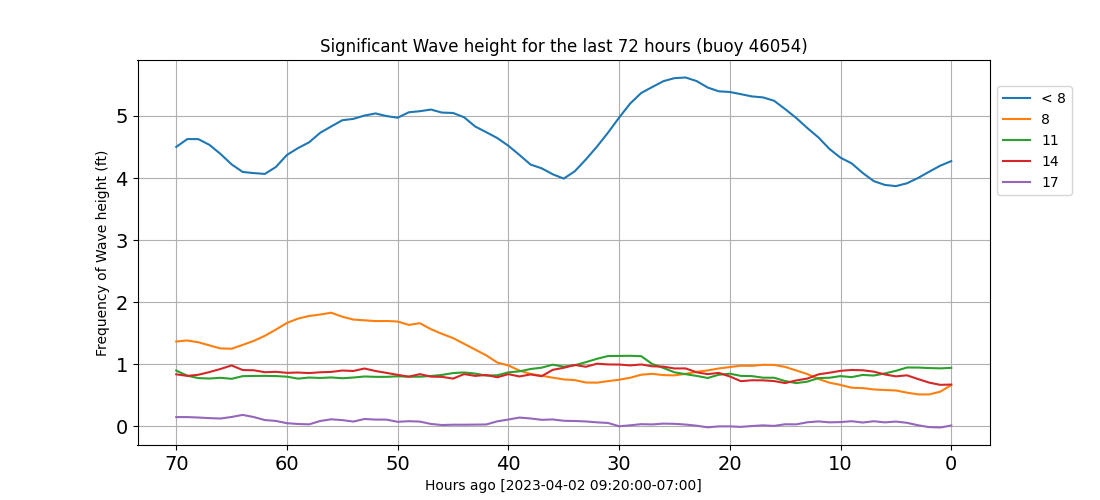 Significant Wave height for the last 72 hours (buoy 46054)
Frequency of Wave height (ft)
5
4
3
2
1
0
70 60 50 40 30 20 10 0
Hours ago [2023-04-02 09:20:00-07:00]
< 8
8
11
14
17